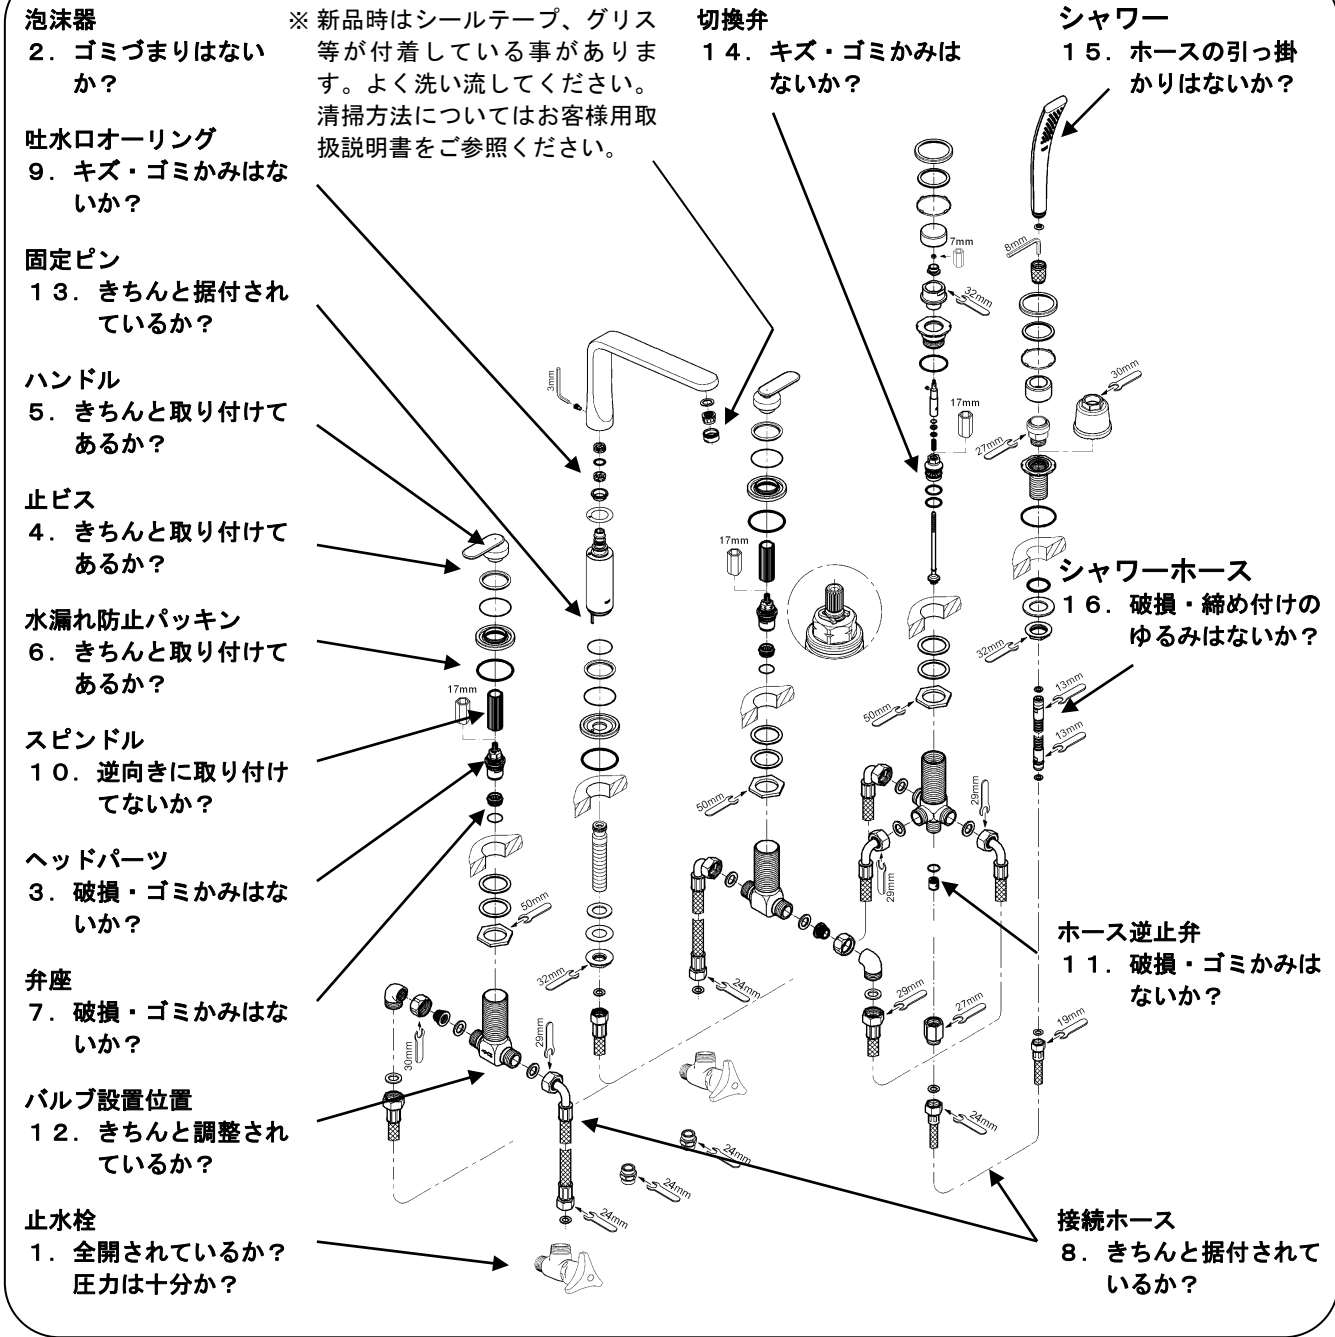 泡沫器
２．ゴミづまりはない
か？
※ 新品時はシールテープ、グリス
等が付着している事がありま
す。よく洗い流してください。
清掃方法についてはお客様用取
扱説明書をご参照ください。
切換弁
１４．キズ・ゴミかみは
ないか？
シャワー
１５．ホースの引っ掛
かりはないか？
吐水口オーリング
９．キズ・ゴミかみはな
いか？
固定ピン
１３．きちんと据付され
ているか？
ハンドル
５．きちんと取り付けて
あるか？
止ビス
４．きちんと取り付けて
あるか？
水漏れ防止パッキン
６．きちんと取り付けて
あるか？
スピンドル
１０．逆向きに取り付け
てないか？
ヘッドパーツ
３．破損・ゴミかみはな
いか？
弁座
７．破損・ゴミかみはな
いか？
バルブ設置位置
１２．きちんと調整され
ているか？
止水栓
１．全開されているか？
圧力は十分か？
シャワーホース
１６．破損・締め付けの
ゆるみはないか？
ホース逆止弁
１１．破損・ゴミかみは
ないか？
接続ホース
８．きちんと据付されて
いるか？
7mm
8mm
32mm
3mm
30mm
17mm
27mm
17mm
32mm
17mm
13mm
50mm
13mm
50mm
29mm
29mm
50mm
32mm
24mm
29mm
27mm
19mm
30mm
29mm
24mm
24mm
24mm
24mm